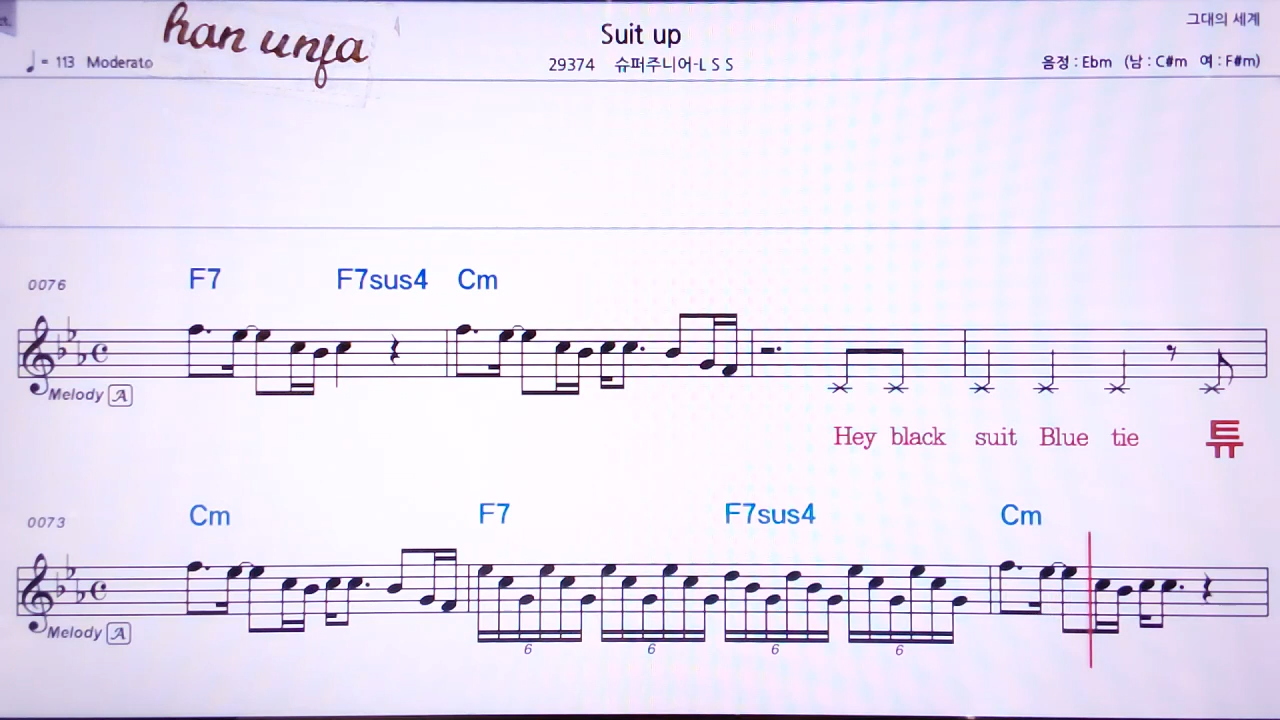 ct.
han unfa
Suit up
그대의 세계
♩ = 113 Moderato
29374 슈퍼주니어-L S S
음정 : Ebm (남 : C#m 여 : F#m)
F7 F7sus4 Cm
0076
Melody A
Hey black suit Blue tie 튜
Cm F7 F7sus4 Cm
0073
Melody A
6 6 6 6